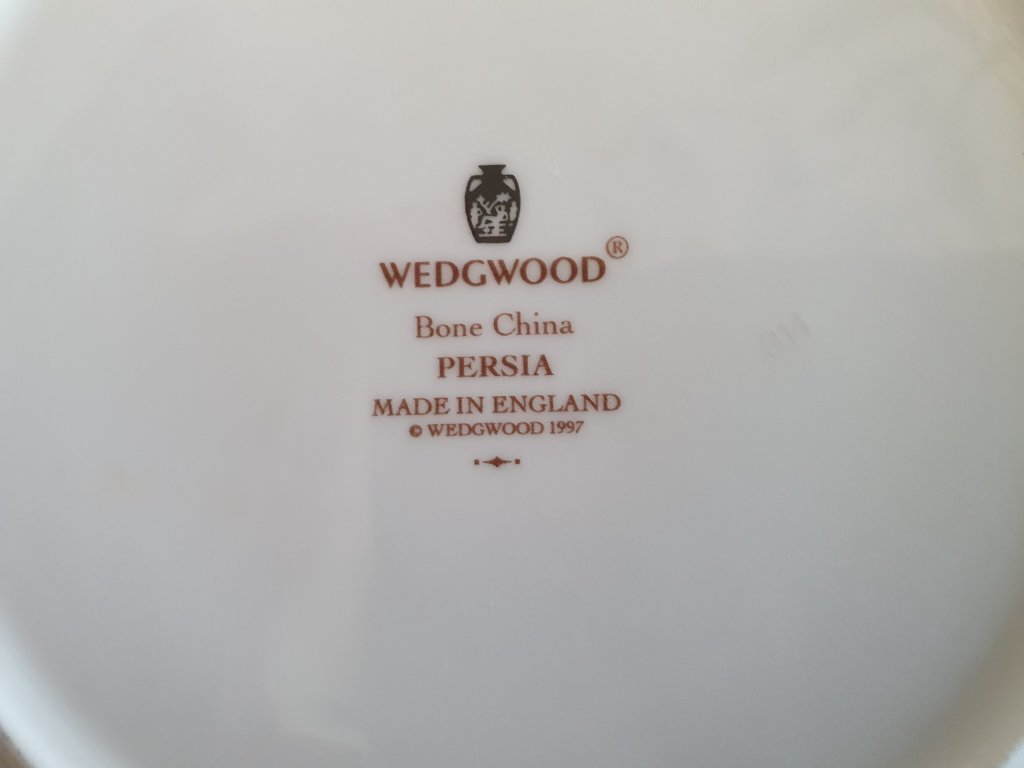 WEDGWOOD®
Bone China
PERSIA
MADE IN ENGLAND
© WEDGWOOD 1997